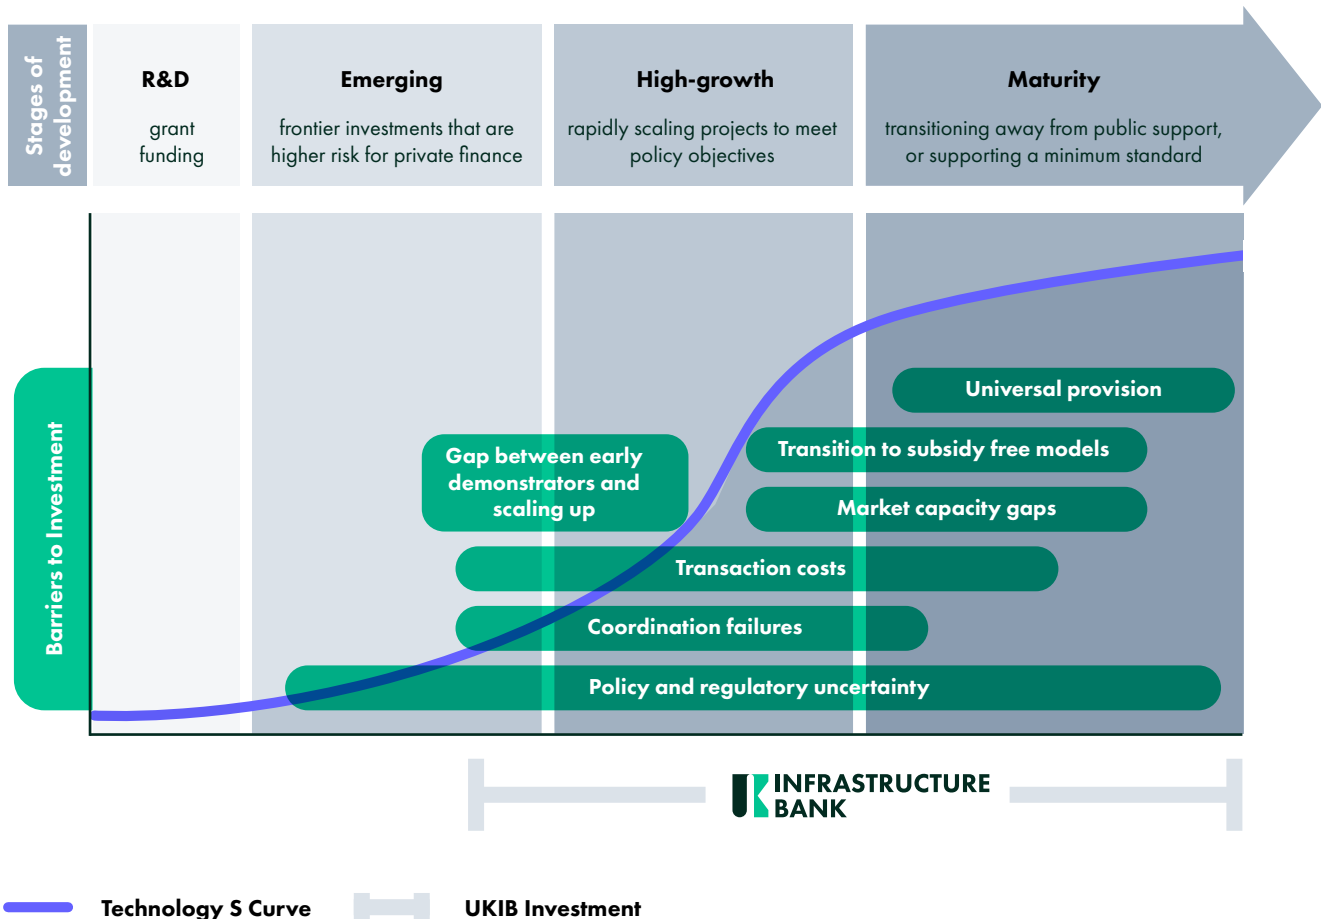 Stages of
development
R&D
grant
funding
Emerging
frontier investments that are
higher risk for private finance
High-growth
rapidly scaling projects to meet
policy objectives
Maturity
transitioning away from public support,
or supporting a minimum standard
Barriers to Investment
Universal provision
Transition to subsidy free models
Gap between early
demonstrators and
scaling up
Market capacity gaps
Transaction costs
Coordination failures
Policy and regulatory uncertainty
UK INFRASTRUCTURE
BANK
Technology S Curve
UKIB Investment